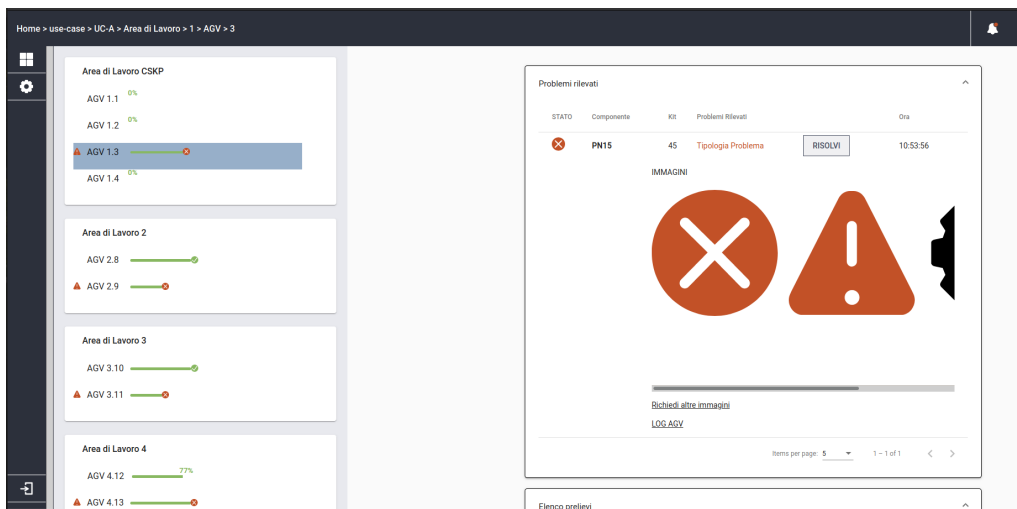 Home > use-case > UC-A > Area di Lavoro > 1 > AGV > 3
Area di Lavoro CSKP
AGV 1.1 0%
AGV 1.2 0%
AGV 1.3
AGV 1.4 0%
Area di Lavoro 2
AGV 2.8
AGV 2.9
Area di Lavoro 3
AGV 3.10
AGV 3.11
Area di Lavoro 4
AGV 4.12 77%
AGV 4.13
Problemi rilevati
STATO Componente Kit Problemi Rilevati Ora
PN15 45 Tipologia Problema RISOLVI 10:53:56
IMMAGINI
Richiedi altre immagini
LOG AGV
Items per page: 5 1 – 1 of 1
Elenco prelievi